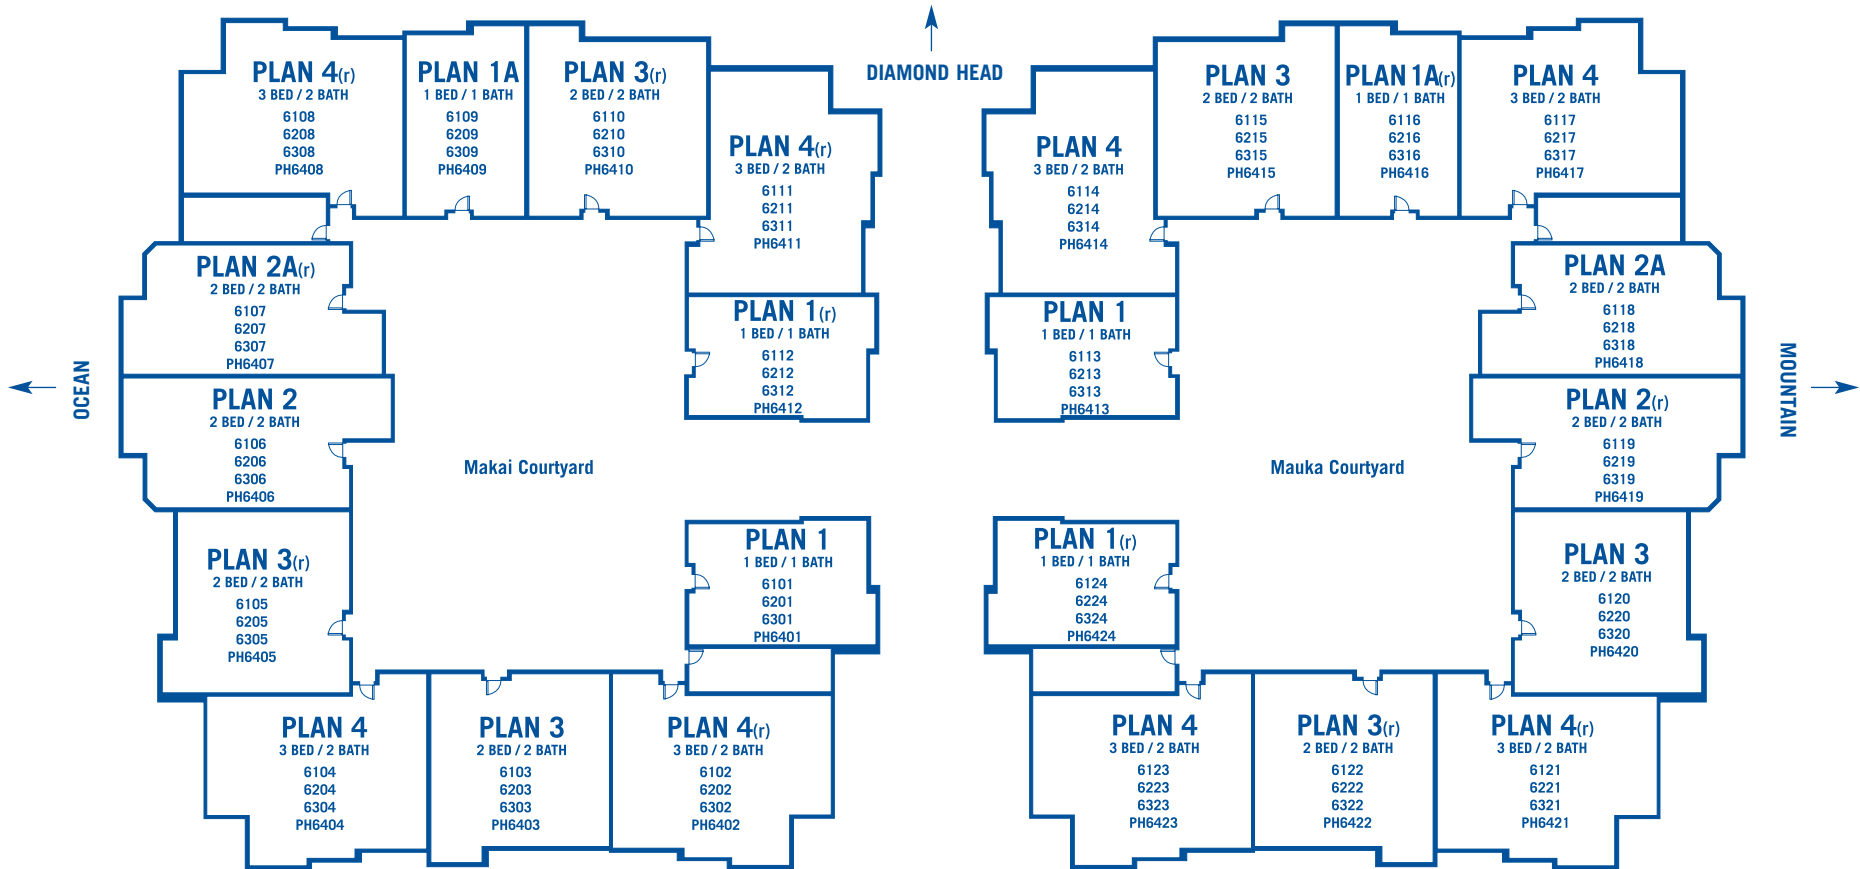 DIAMOND HEAD
PLAN 4(r)
3 BED / 2 BATH
6108
6208
6308
PH6408
PLAN 1A
1 BED / 1 BATH
6109
6209
6309
PH6409
PLAN 3(r)
2 BED / 2 BATH
6110
6210
6310
PH6410
PLAN 4(r)
3 BED / 2 BATH
6111
6211
6311
PH6411
PLAN 4
3 BED / 2 BATH
6114
6214
6314
PH6414
PLAN 3
2 BED / 2 BATH
6115
6215
6315
PH6415
PLAN 1A(r)
1 BED / 1 BATH
6116
6216
6316
PH6416
PLAN 4
3 BED / 2 BATH
6117
6217
6317
PH6417
PLAN 2A(r)
2 BED / 2 BATH
6107
6207
6307
PH6407
PLAN 1(r)
1 BED / 1 BATH
6112
6212
6312
PH6412
PLAN 1
1 BED / 1 BATH
6113
6213
6313
PH6413
PLAN 2A
2 BED / 2 BATH
6118
6218
6318
PH6418
OCEAN
MOUNTAIN
PLAN 2
2 BED / 2 BATH
6106
6206
6306
PH6406
Makai Courtyard
Mauka Courtyard
PLAN 2(r)
2 BED / 2 BATH
6119
6219
6319
PH6419
PLAN 3(r)
2 BED / 2 BATH
6105
6205
6305
PH6405
PLAN 1
1 BED / 1 BATH
6101
6201
6301
PH6401
PLAN 1(r)
1 BED / 1 BATH
6124
6224
6324
PH6424
PLAN 3
2 BED / 2 BATH
6120
6220
6320
PH6420
PLAN 4
3 BED / 2 BATH
6104
6204
6304
PH6404
PLAN 3
2 BED / 2 BATH
6103
6203
6303
PH6403
PLAN 4(r)
3 BED / 2 BATH
6102
6202
6302
PH6402
PLAN 4
3 BED / 2 BATH
6123
6223
6323
PH6423
PLAN 3(r)
2 BED / 2 BATH
6122
6222
6322
PH6422
PLAN 4(r)
3 BED / 2 BATH
6121
6221
6321
PH6421